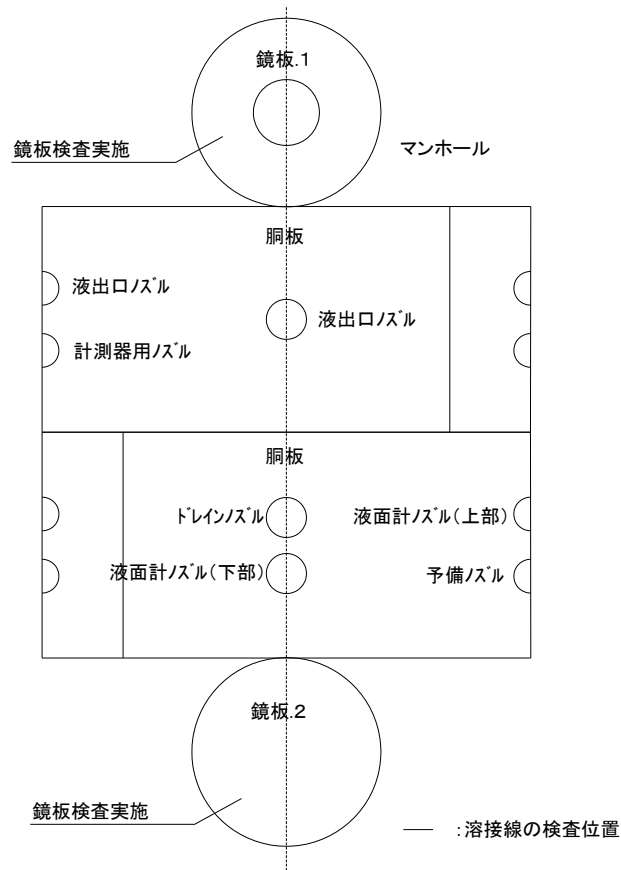 鏡板.1
鏡板検査実施
マンホール
胴板
液出口ﾉｽﾞﾙ
液出口ﾉｽﾞﾙ
計測器用ﾉｽﾞﾙ
胴板
ﾄﾞﾚｲﾝﾉｽﾞﾙ
液面計ﾉｽﾞﾙ(上部)
液面計ﾉｽﾞﾙ(下部)
予備ﾉｽﾞﾙ
鏡板.2
鏡板検査実施
:溶接線の検査位置